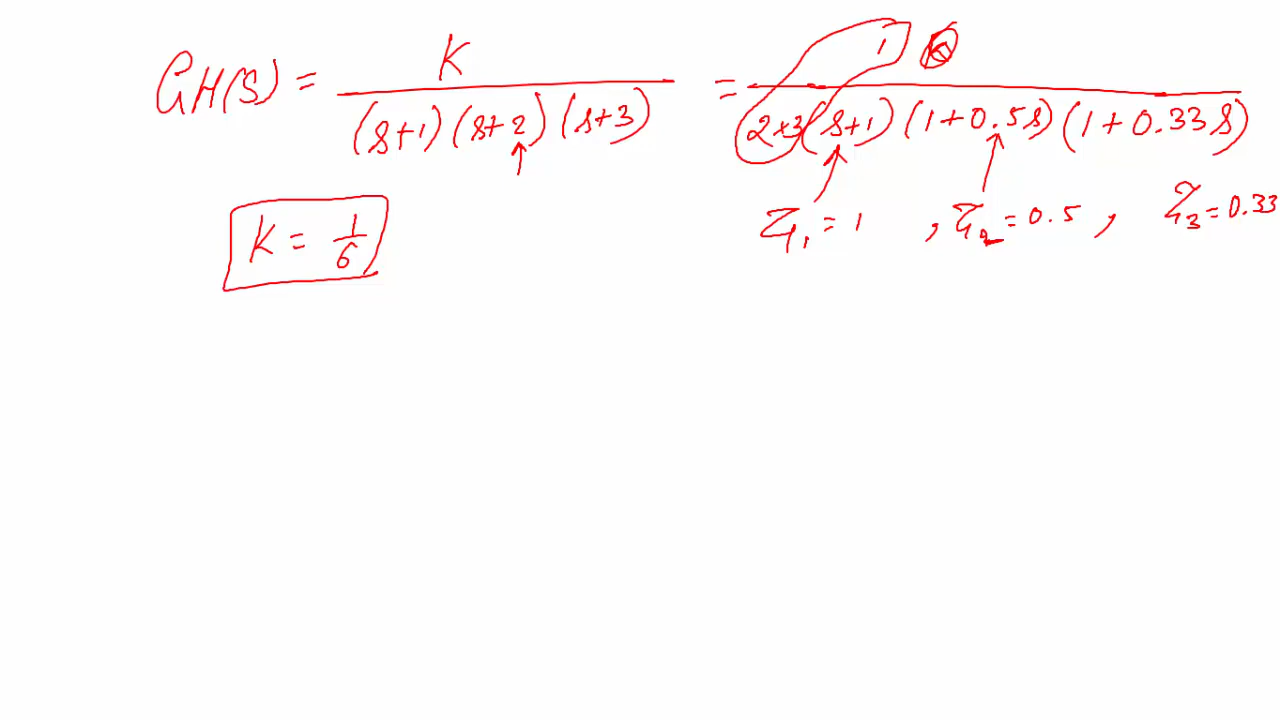 GH(s) = K / (s+1)(s+2)(s+3) = 1 K / 2×3(s+1)(1+0.5s)(1+0.33s)
K = 1/6
τ₁ = 1 , τ₂ = 0.5 , τ₃ = 0.33